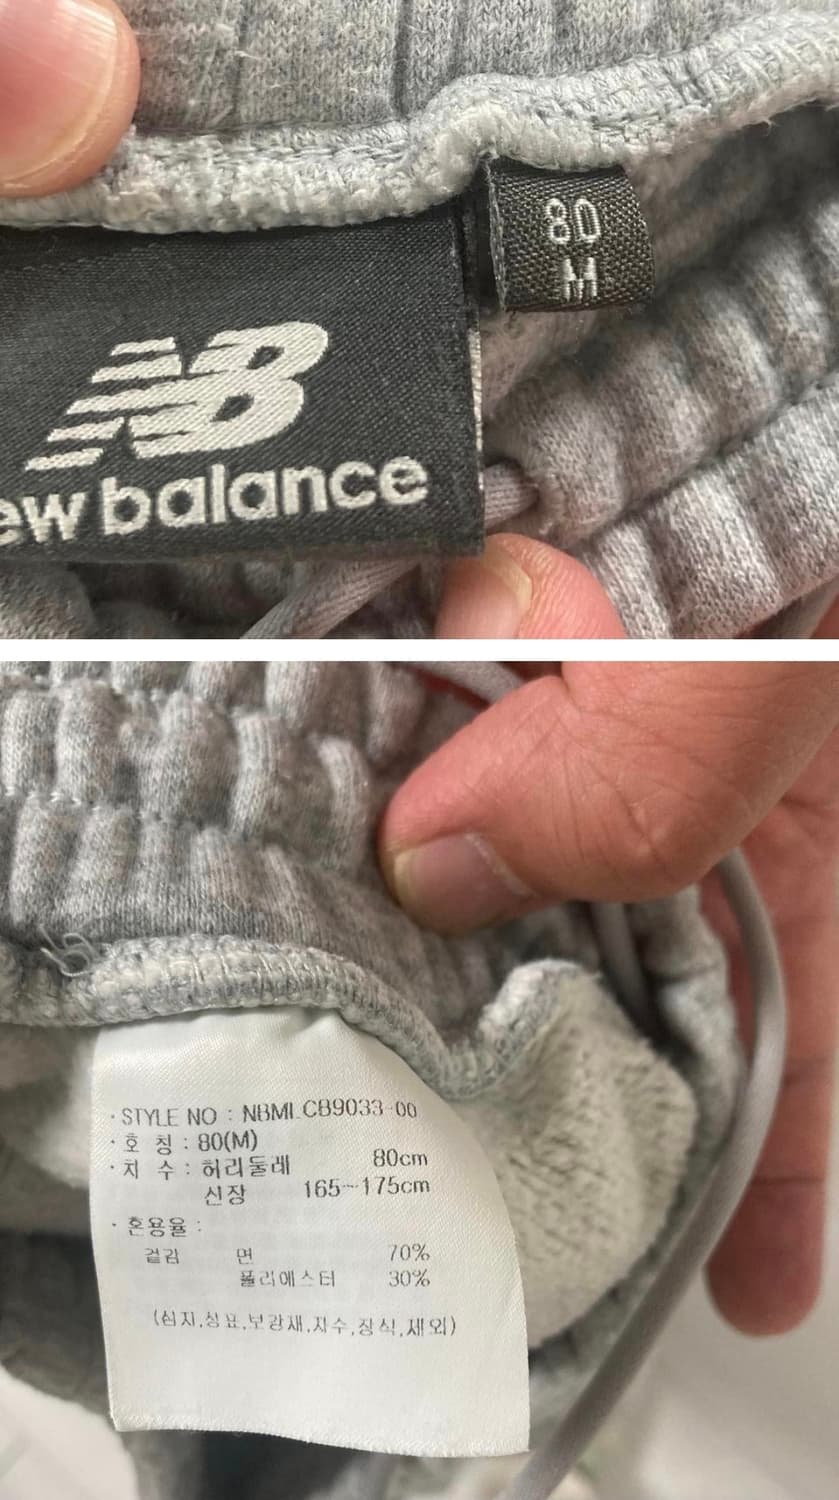 80
M
NB
ew balance
· STYLE NO : NBMLCB9033-00
· 호 칭 : 80(M)
· 치 수 : 허리둘레 80cm
신장 165~175cm
· 혼용율 :
겉감 면 70%
폴리에스터 30%
(심지,상표,보강재,자수,장식,제외)